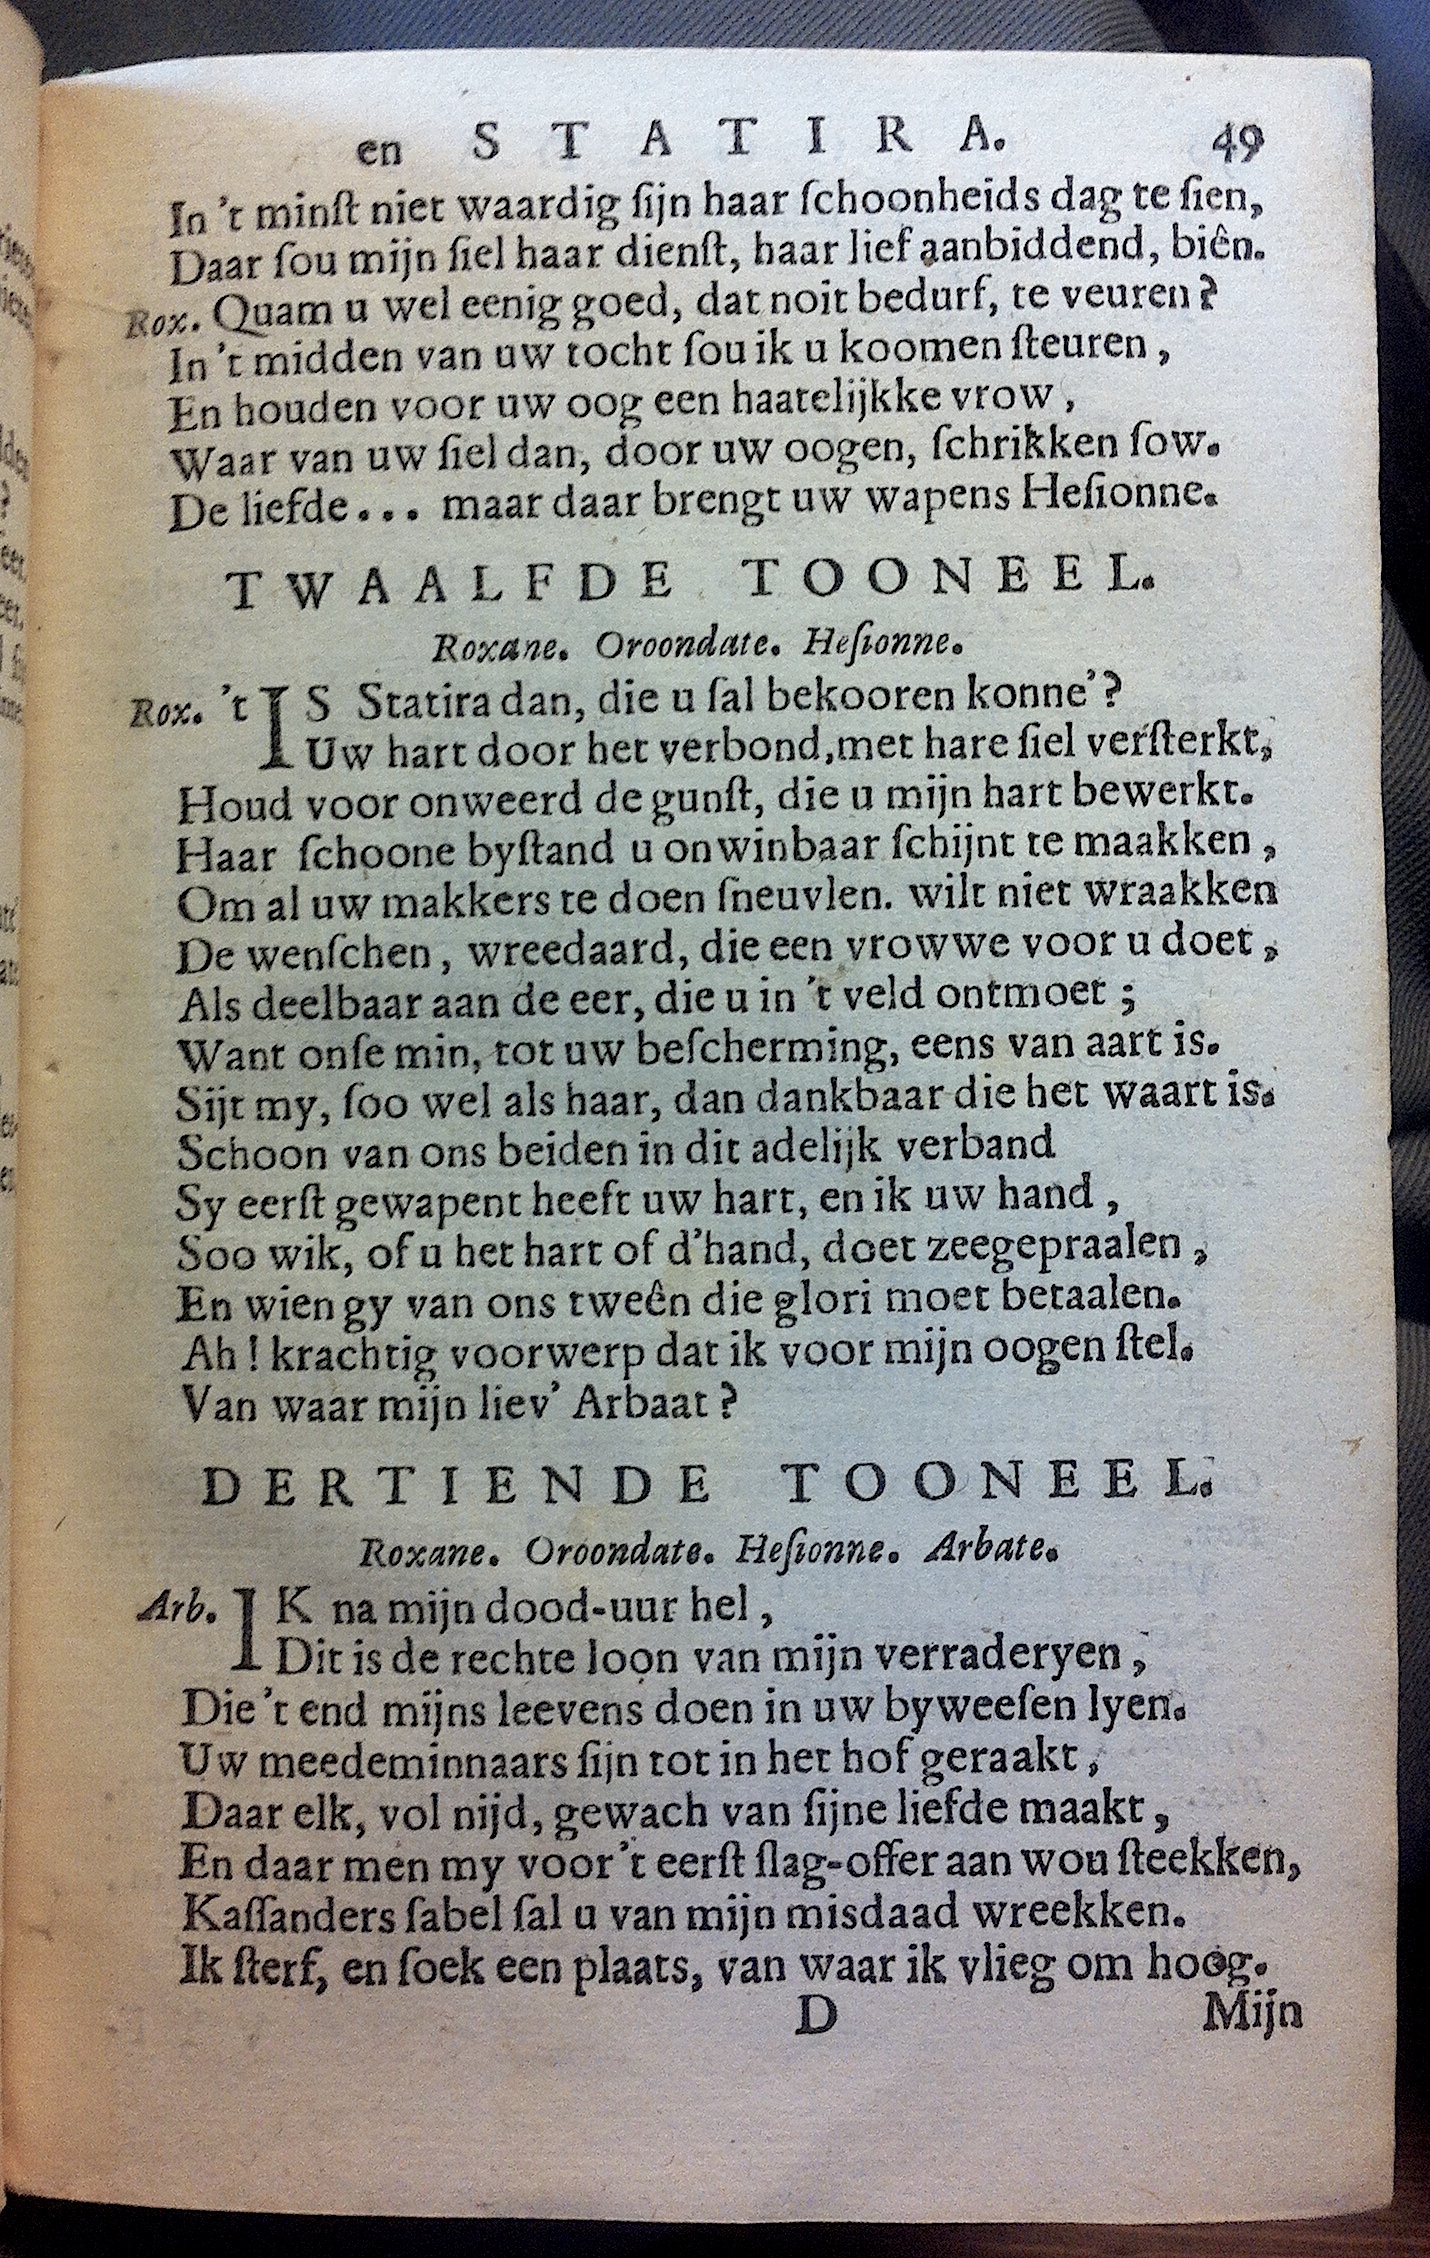 en S T A T I R A. 49
In 't minſt niet waardig ſijn haar ſchoonheids dag te ſien,
Daar ſou mijn ſiel haar dienſt, haar lief aanbiddend, biên.
Rox. Quam u wel eenig goed, dat noit bedurf, te veuren?
In 't midden van uw tocht ſou ik u koomen ſteuren,
En houden voor uw oog een haatelijkke vrow,
Waar van uw ſiel dan, door uw oogen, ſchrikken ſow.
De liefde... maar daar brengt uw wapens Heſionne.
TWAALFDE TOONEEL.
Roxane. Oroondate. Heſionne.
Rox. 't IS Statira dan, die u ſal bekooren konne'?
Uw hart door het verbond, met hare ſiel verſterkt,
Houd voor onweerd de gunſt, die u mijn hart bewerkt.
Haar ſchoone byſtand u onwinbaar ſchijnt te maakken,
Om al uw makkers te doen ſneuvlen. wilt niet wraakken
De wenſchen, wreedaard, die een vrowwe voor u doet,
Als deelbaar aan de eer, die u in 't veld ontmoet;
Want onſe min, tot uw beſcherming, eens van aart is.
Sijt my, ſoo wel als haar, dan dankbaar die het waart is.
Schoon van ons beiden in dit adelijk verband
Sy eerſt gewapent heeft uw hart, en ik uw hand,
Soo wik, of u het hart of d'hand, doet zeegepraalen,
En wien gy van ons tweên die glori moet betaalen.
Ah! krachtig voorwerp dat ik voor mijn oogen ſtel.
Van waar mijn liev' Arbaat?
DERTIENDE TOONEEL.
Roxane. Oroondate. Heſionne. Arbate.
Arb. IK na mijn dood-uur hel,
Dit is de rechte loon van mijn verraderyen,
Die 't end mijns leevens doen in uw byweeſen lyen.
Uw meedeminnaars ſijn tot in het hof geraakt,
Daar elk, vol nijd, gewach van ſijne liefde maakt,
En daar men my voor 't eerſt ſlag-offer aan wou ſteekken,
Kaſſanders ſabel ſal u van mijn misdaad wreekken.
Ik ſterf, en ſoek een plaats, van waar ik vlieg om hoog.
D Mijn